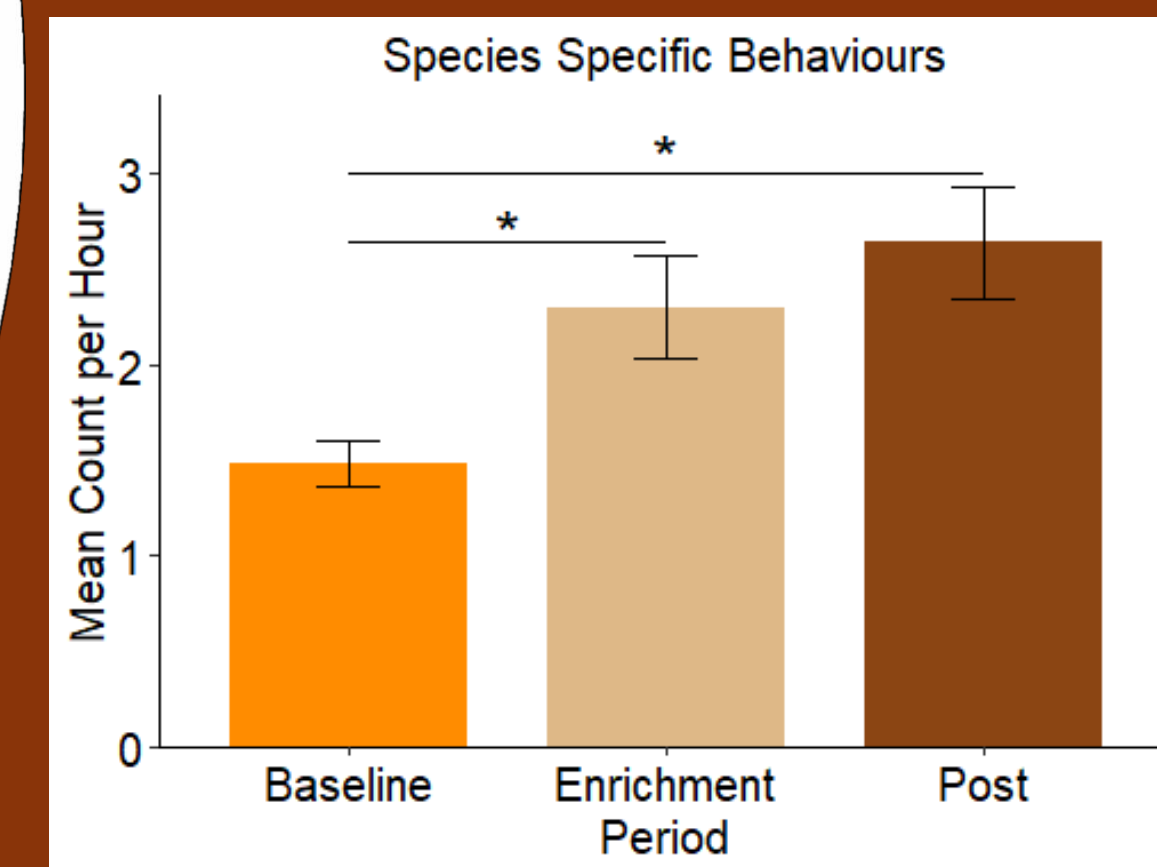 Species Specific Behaviours
*
3
*
2
1
0
Mean Count per Hour
Baseline Enrichment Post
Period